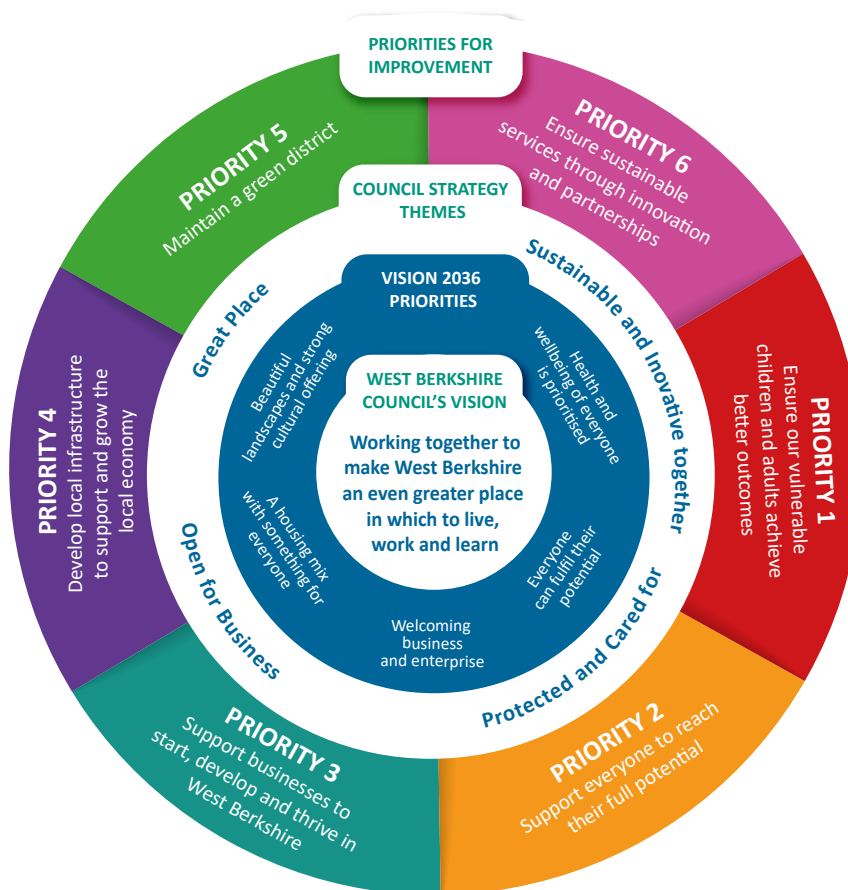 PRIORITIES FOR
IMPROVEMENT
PRIORITY 5
Maintain a green district
PRIORITY 6
Ensure sustainable
services through innovation
and partnerships
COUNCIL STRATEGY
THEMES
Great Place
Sustainable and Inovative together
VISION 2036
PRIORITIES
Beautiful
landscapes and strong
cultural offering
Health and
wellbeing of everyone
is prioritised
WEST BERKSHIRE
COUNCIL'S VISION
Working together to
make West Berkshire
an even greater place
in which to live,
work and learn
PRIORITY 4
Develop local infrastructure
to support and grow the
local economy
PRIORITY 1
Ensure our vulnerable
children and adults achieve
better outcomes
A housing mix
with something for
everyone
Everyone
can fulfil their
potential
Open for Business
Welcoming
business
and enterprise
Protected and Cared for
PRIORITY 3
Support businesses to
start, develop and thrive in
West Berkshire
PRIORITY 2
Support everyone to reach
their full potential